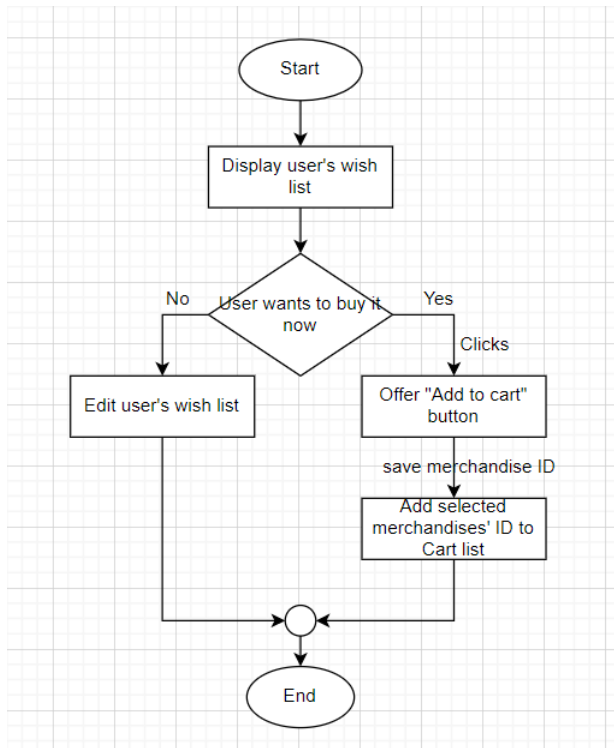 Start
Display user's wish
list
User wants to buy it
now
No
Yes
Clicks
Edit user's wish list
Offer "Add to cart"
button
save merchandise ID
Add selected
merchandises' ID to
Cart list
End